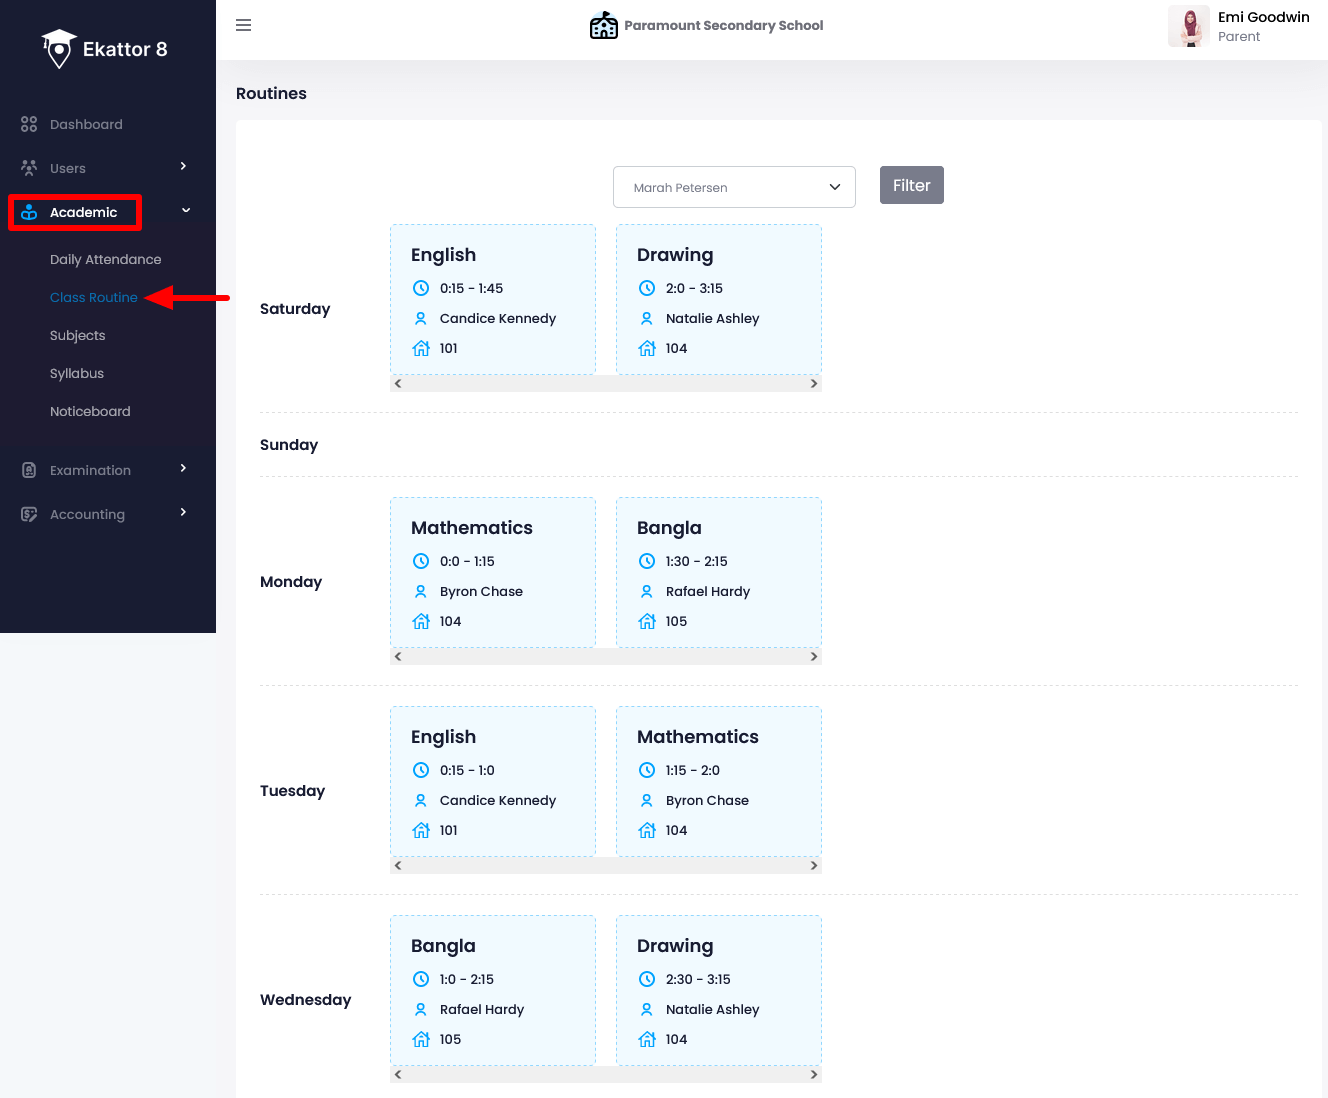 Ekattor 8
Paramount Secondary School
Emi Goodwin
Parent
Dashboard
Users
Academic
Daily Attendance
Class Routine
Subjects
Syllabus
Noticeboard
Examination
Accounting
Routines
Marah Petersen
Filter
Saturday
English
0:15 - 1:45
Candice Kennedy
101
Drawing
2:0 - 3:15
Natalie Ashley
104
Sunday
Monday
Mathematics
0:0 - 1:15
Byron Chase
104
Bangla
1:30 - 2:15
Rafael Hardy
105
Tuesday
English
0:15 - 1:0
Candice Kennedy
101
Mathematics
1:15 - 2:0
Byron Chase
104
Wednesday
Bangla
1:0 - 2:15
Rafael Hardy
105
Drawing
2:30 - 3:15
Natalie Ashley
104